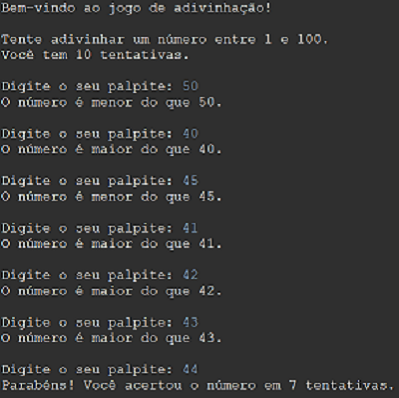 Bem-vindo ao jogo de adivinhação!
Tente adivinhar um número entre 1 e 100.
Você tem 10 tentativas.
Digite o seu palpite: 50
O número é menor do que 50.
Digite o seu palpite: 40
O número é maior do que 40.
Digite o seu palpite: 45
O número é menor do que 45.
Digite o seu palpite: 41
O número é maior do que 41.
Digite o seu palpite: 42
O número é maior do que 42.
Digite o seu palpite: 43
O número é maior do que 43.
Digite o seu palpite: 44
Parabéns! Você acertou o número em 7 tentativas.